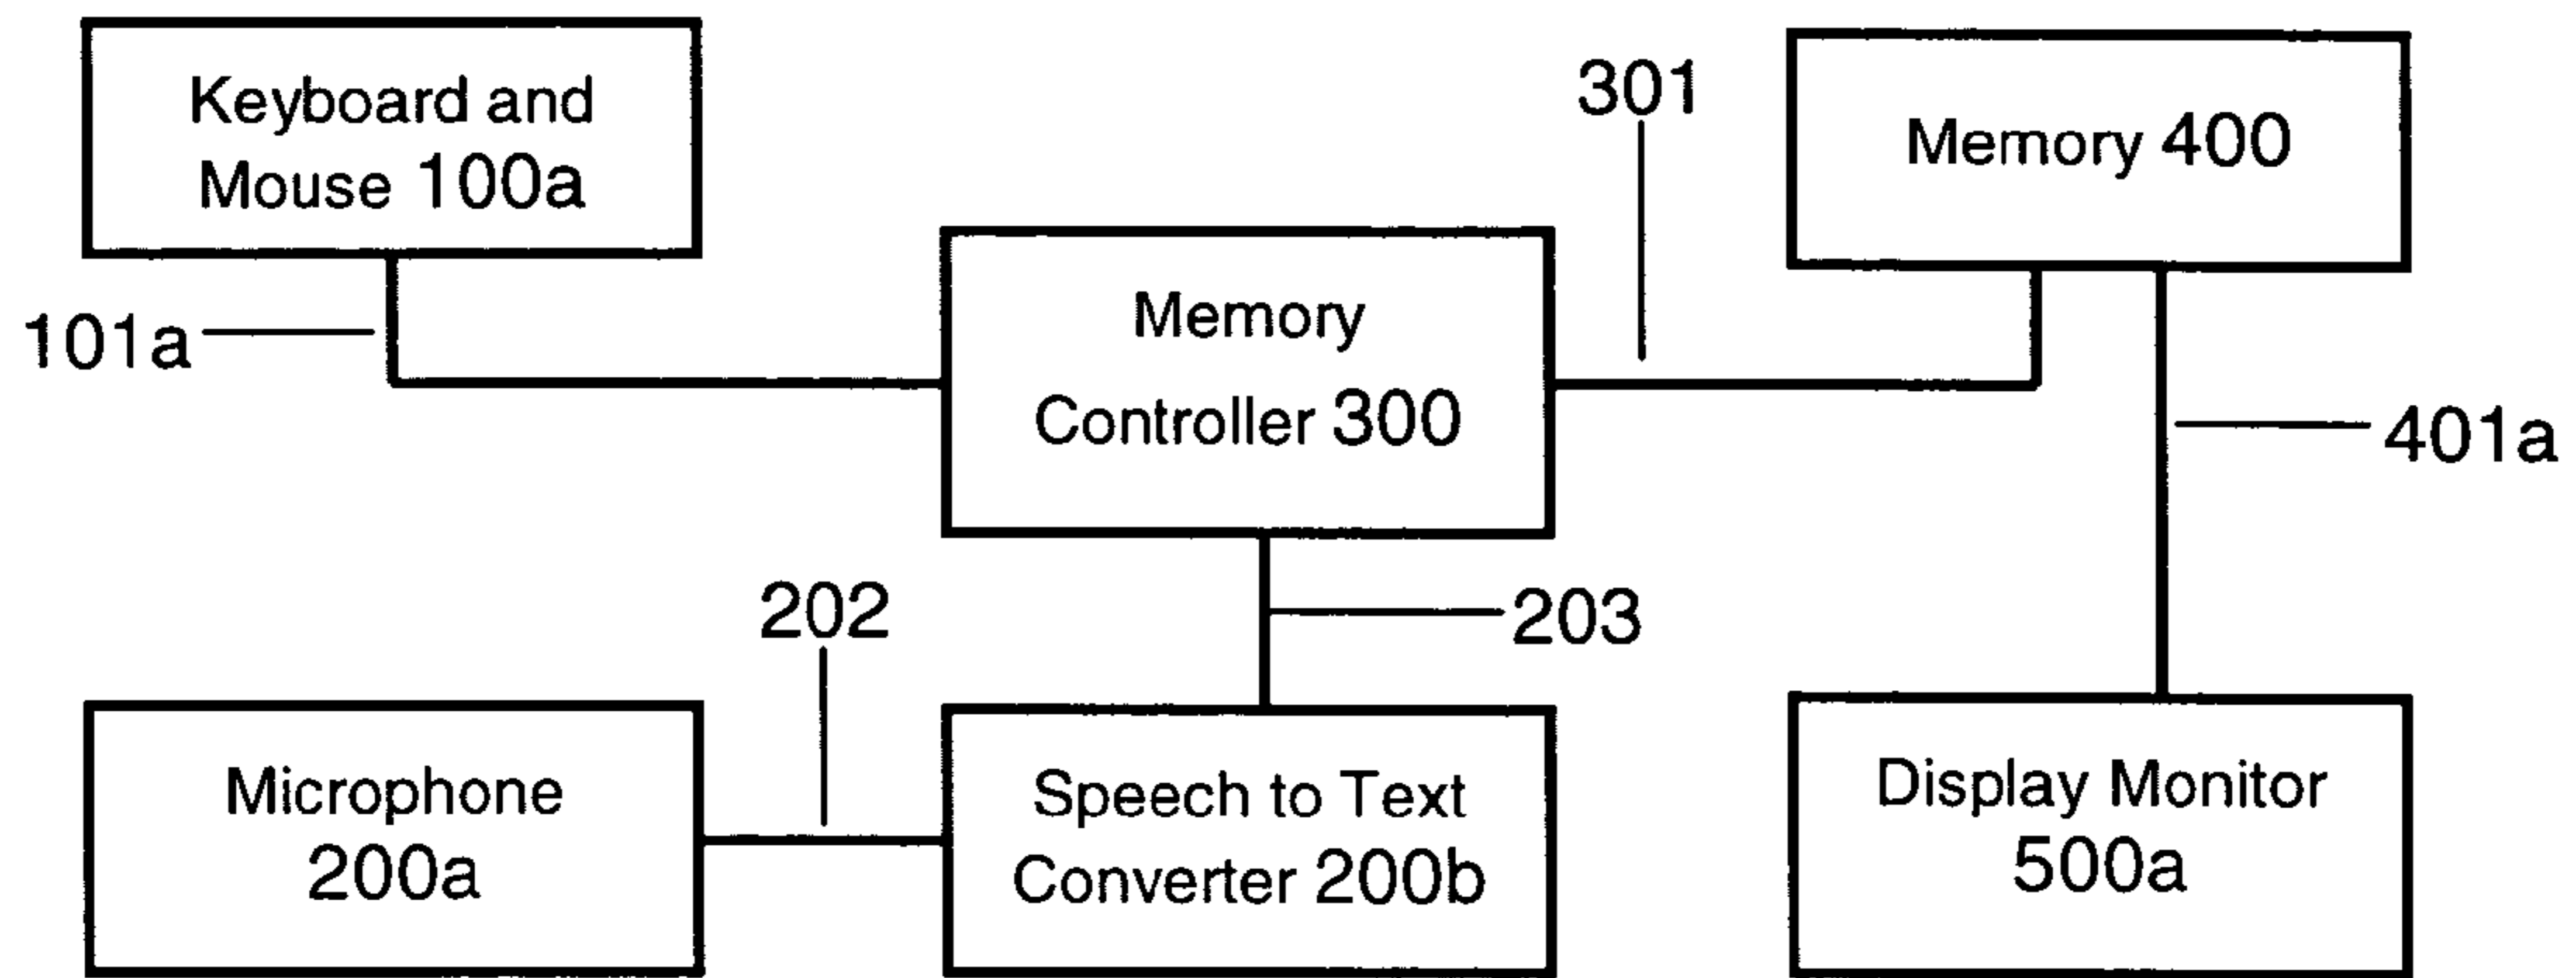 Keyboard and
Mouse 100a
301
Memory 400
101a
Memory
Controller 300
401a
202
203
Microphone
200a
Speech to Text
Converter 200b
Display Monitor
500a